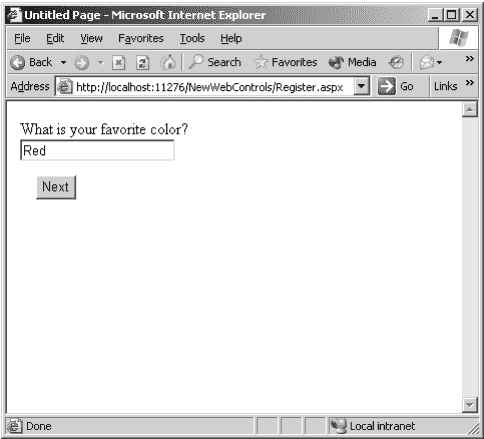 Untitled Page - Microsoft Internet Explorer
File Edit View Favorites Tools Help
Back Search Favorites Media
Address http://localhost:11276/NewWebControls/Register.aspx Go Links »
What is your favorite color?
Red
Next
Done Local intranet